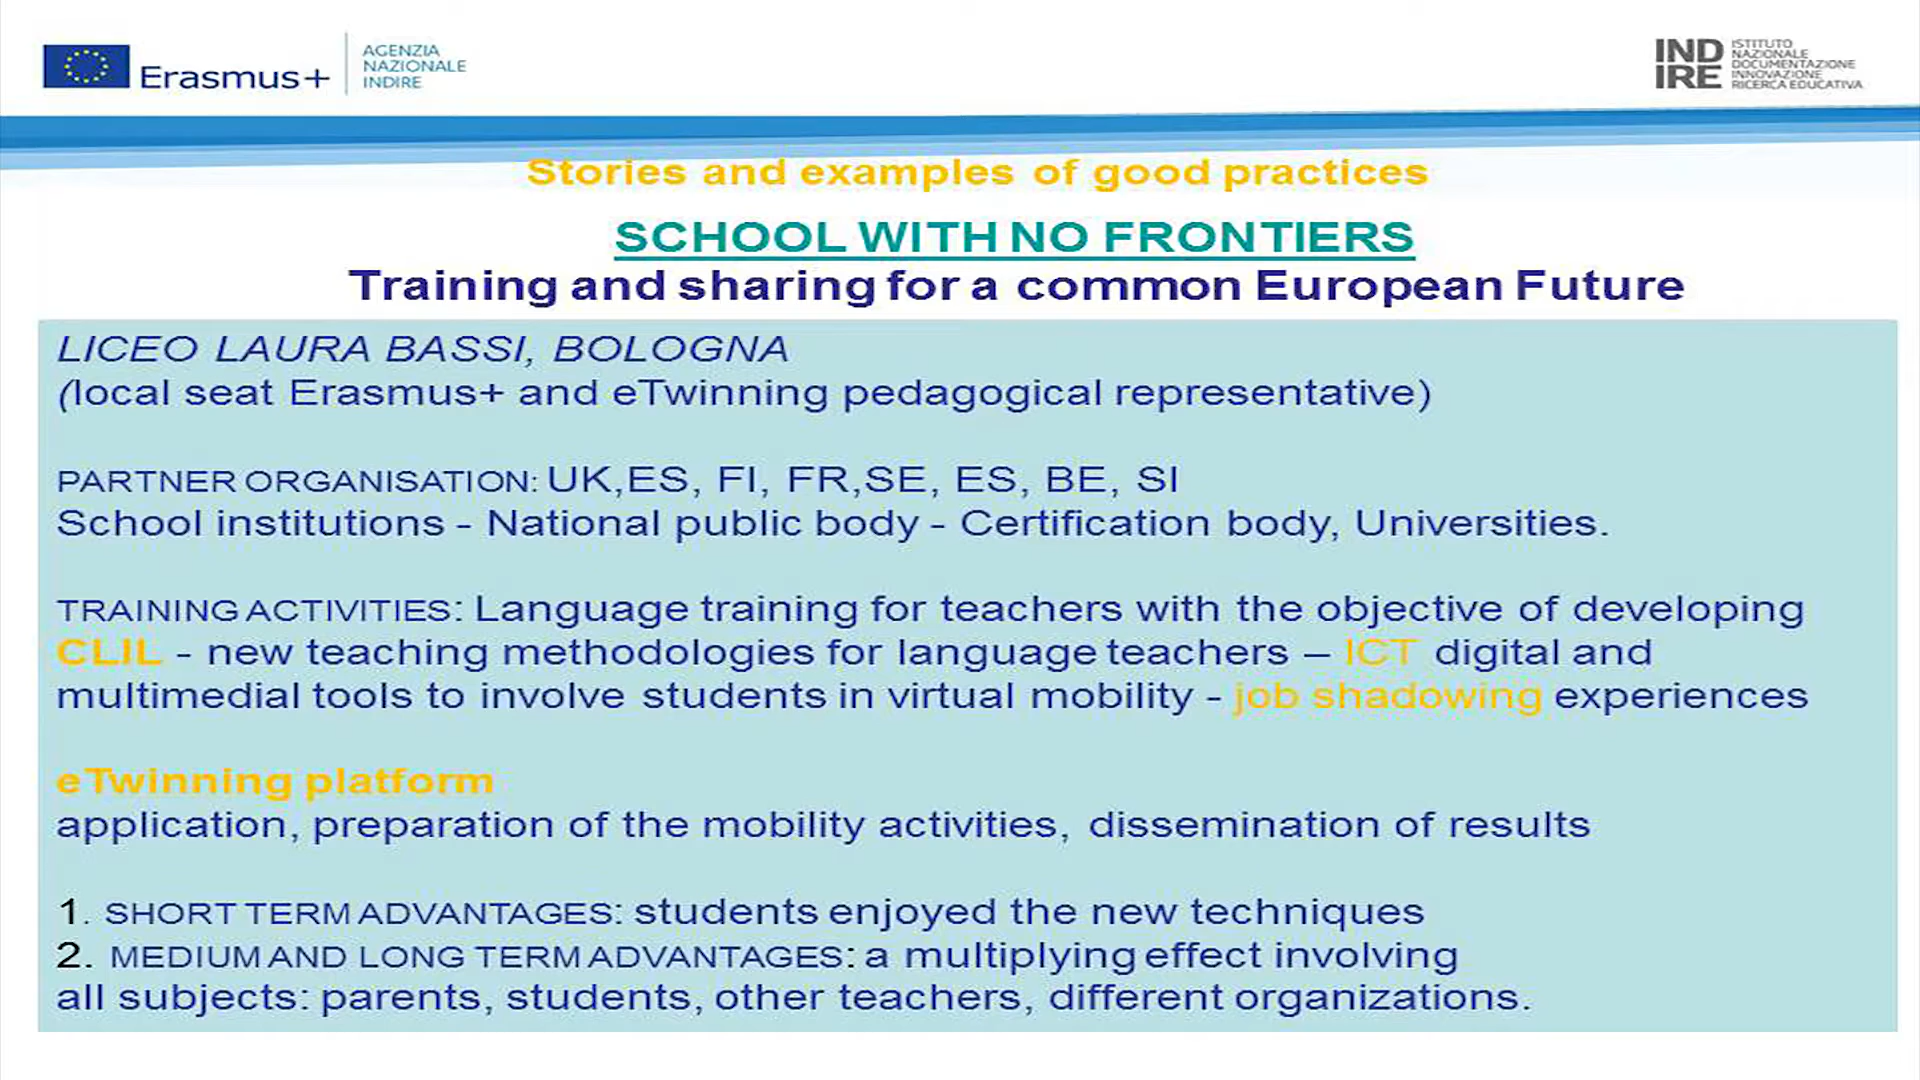 Erasmus+
AGENZIA
NAZIONALE
INDIRE
IND
IRE
ISTITUTO
NAZIONALE
DOCUMENTAZIONE
INNOVAZIONE
RICERCA EDUCATIVA
Stories and examples of good practices
SCHOOL WITH NO FRONTIERS
Training and sharing for a common European Future
LICEO LAURA BASSI, BOLOGNA
(local seat Erasmus+ and eTwinning pedagogical representative)
PARTNER ORGANISATION: UK,ES, FI, FR,SE, ES, BE, SI
School institutions - National public body - Certification body, Universities.
TRAINING ACTIVITIES: Language training for teachers with the objective of developing
CLIL - new teaching methodologies for language teachers – ICT digital and
multimedial tools to involve students in virtual mobility - job shadowing experiences
eTwinning platform
application, preparation of the mobility activities, dissemination of results
1. SHORT TERM ADVANTAGES: students enjoyed the new techniques
2. MEDIUM AND LONG TERM ADVANTAGES: a multiplying effect involving
all subjects: parents, students, other teachers, different organizations.